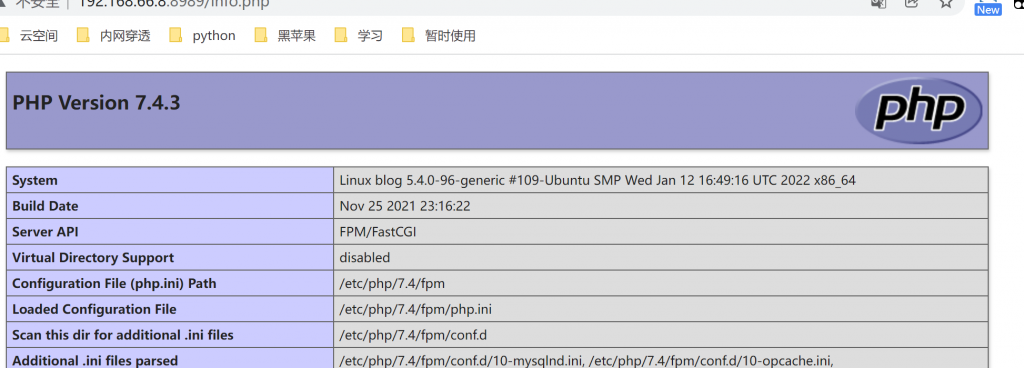 不安全 | 192.168.66.8:8989/info.php
New
云空间 内网穿透 python 黑苹果 学习 暂时使用
PHP Version 7.4.3
php
System Linux blog 5.4.0-96-generic #109-Ubuntu SMP Wed Jan 12 16:49:16 UTC 2022 x86_64
Build Date Nov 25 2021 23:16:22
Server API FPM/FastCGI
Virtual Directory Support disabled
Configuration File (php.ini) Path /etc/php/7.4/fpm
Loaded Configuration File /etc/php/7.4/fpm/php.ini
Scan this dir for additional .ini files /etc/php/7.4/fpm/conf.d
Additional .ini files parsed /etc/php/7.4/fpm/conf.d/10-mysqlnd.ini, /etc/php/7.4/fpm/conf.d/10-opcache.ini,